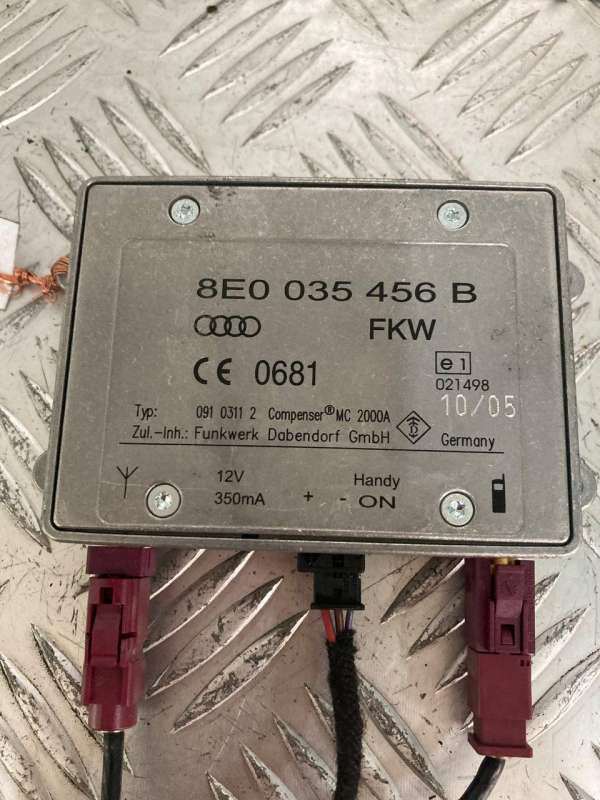 8E0 035 456 B
FKW
CE 0681
e1
021498
10/05
Typ: 091 0311 2 Compenser® MC 2000A
Zul.-Inh.: Funkwerk Dabendorf GmbH
Germany
12V
350mA
+ -
Handy
ON